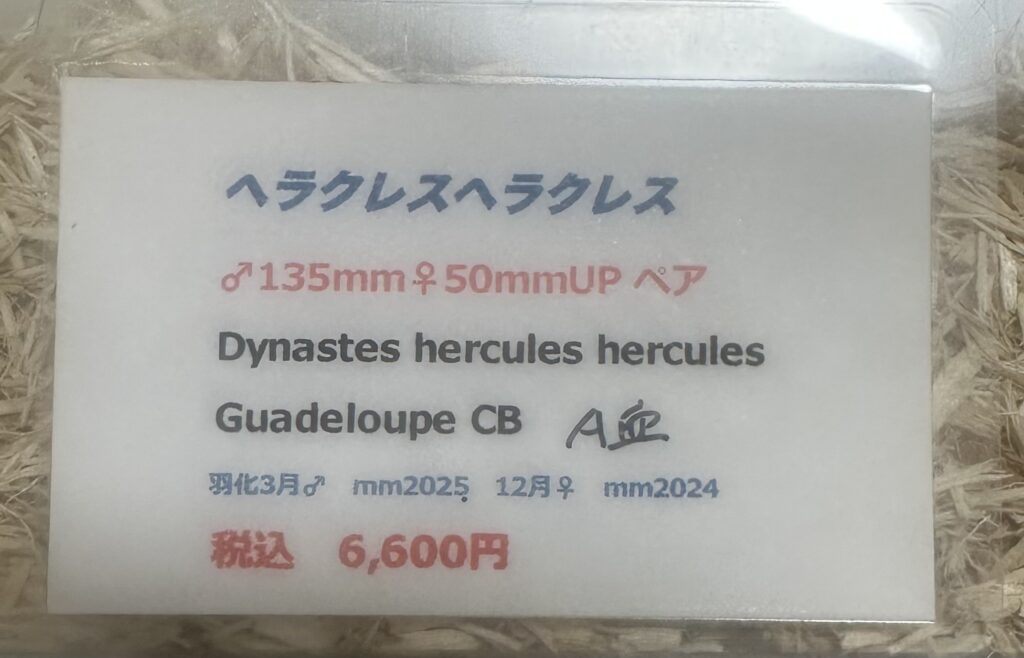 ヘラクレスヘラクレス
♂135mm♀50mmUP ペア
Dynastes hercules hercules
Guadeloupe CB A血
羽化3月♂ mm2025 12月♀ mm2024
税込 6,600円